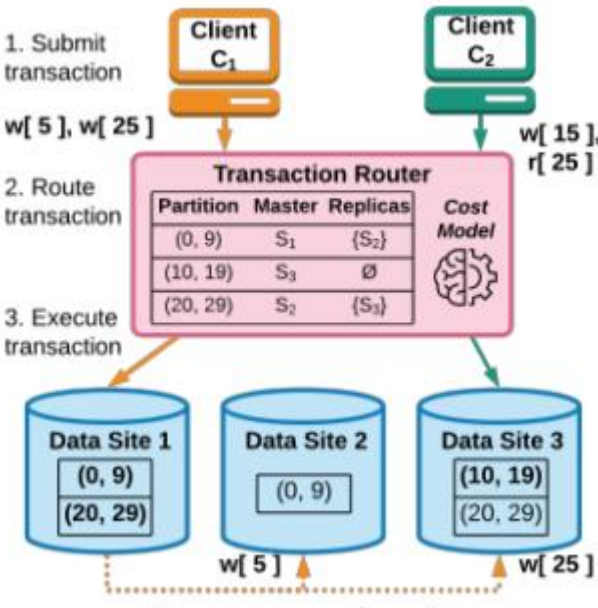 1. Submit
transaction
Client
C₁
Client
C₂
w[ 5 ], w[ 25 ]
w[ 15 ],
r[ 25 ]
2. Route
transaction
Transaction Router
Partition Master Replicas
(0, 9) S₁ {S₂}
(10, 19) S₃ Ø
(20, 29) S₂ {S₃}
Cost
Model
3. Execute
transaction
Data Site 1
(0, 9)
(20, 29)
Data Site 2
(0, 9)
Data Site 3
(10, 19)
(20, 29)
w[ 5 ]
w[ 25 ]